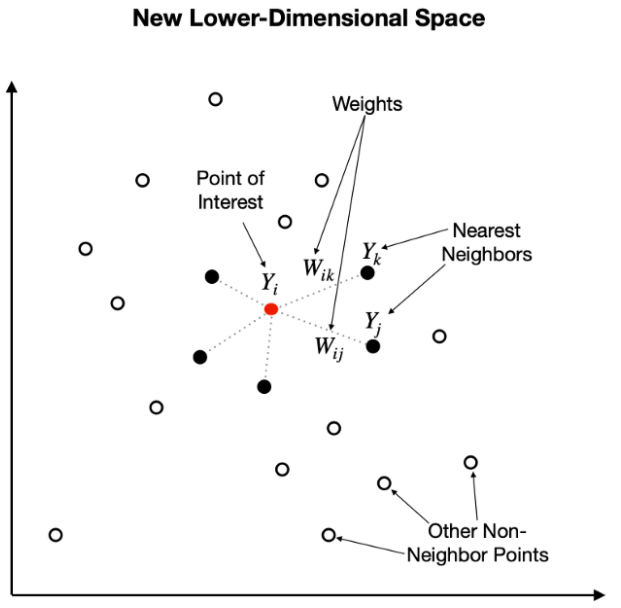 New Lower-Dimensional Space
Weights
Point of
Interest
Nearest
Neighbors
Y_k
W_ik
Y_i
Y_j
W_ij
Other Non-
Neighbor Points